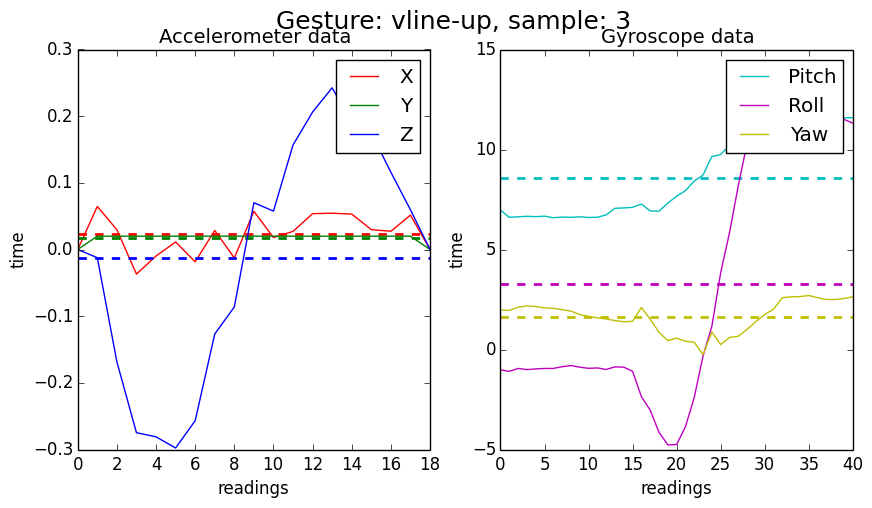 Gesture: vline-up, sample: 3
Accelerometer data
0.3
0.2
0.1
0.0
−0.1
−0.2
−0.3
time
0 2 4 6 8 10 12 14 16 18
readings
X
Y
Z
Gyroscope data
15
10
5
0
−5
time
0 5 10 15 20 25 30 35 40
readings
Pitch
Roll
Yaw